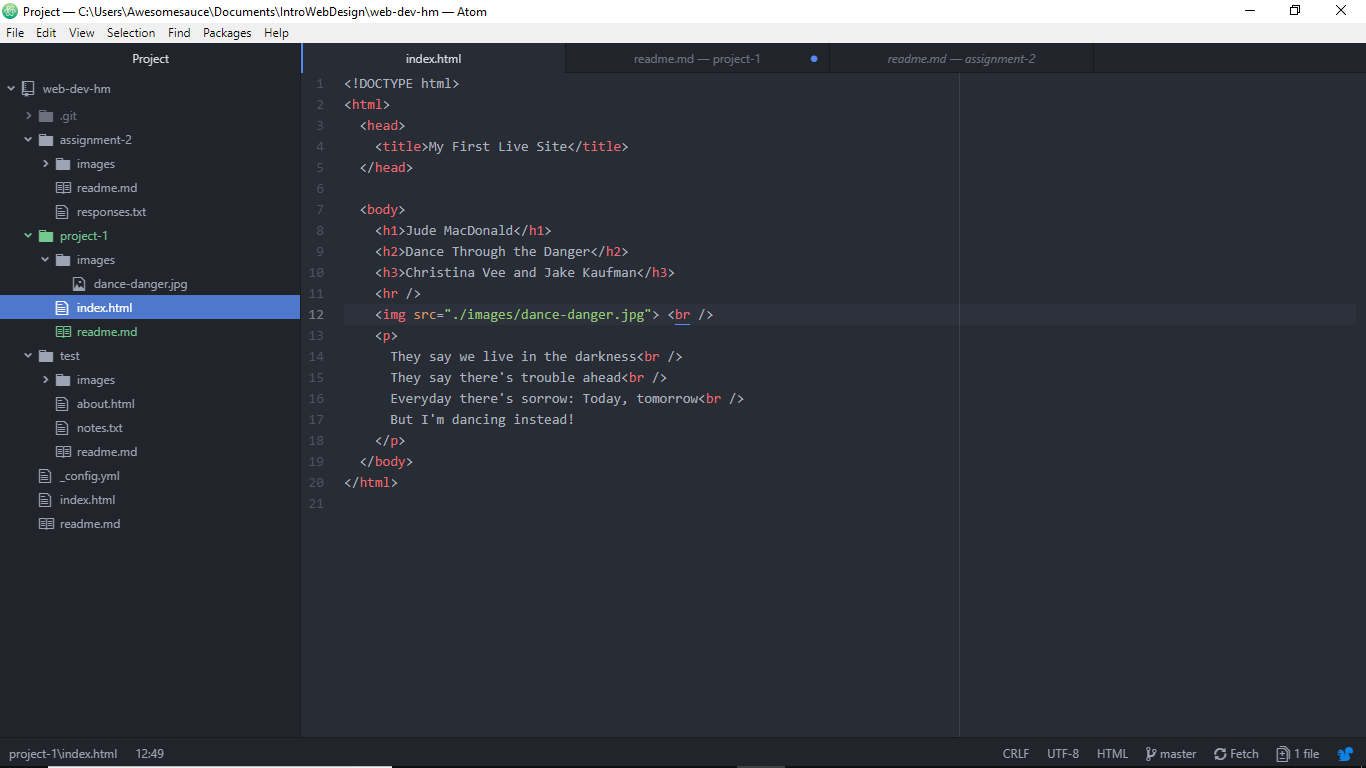 Project — C:\Users\Awesomesauce\Documents\IntroWebDesign\web-dev-hm — Atom
File Edit View Selection Find Packages Help
Project
web-dev-hm
.git
assignment-2
images
readme.md
responses.txt
project-1
images
dance-danger.jpg
index.html
readme.md
test
images
about.html
notes.txt
readme.md
_config.yml
index.html
readme.md
index.html readme.md — project-1 readme.md — assignment-2
1 <!DOCTYPE html>
2 <html>
3 <head>
4 <title>My First Live Site</title>
5 </head>
6
7 <body>
8 <h1>Jude MacDonald</h1>
9 <h2>Dance Through the Danger</h2>
10 <h3>Christina Vee and Jake Kaufman</h3>
11 <hr />
12 <img src="./images/dance-danger.jpg"> <br />
13 <p>
14 They say we live in the darkness<br />
15 They say there's trouble ahead<br />
16 Everyday there's sorrow: Today, tomorrow<br />
17 But I'm dancing instead!
18 </p>
19 </body>
20 </html>
21
project-1\index.html 12:49 CRLF UTF-8 HTML master Fetch 1 file